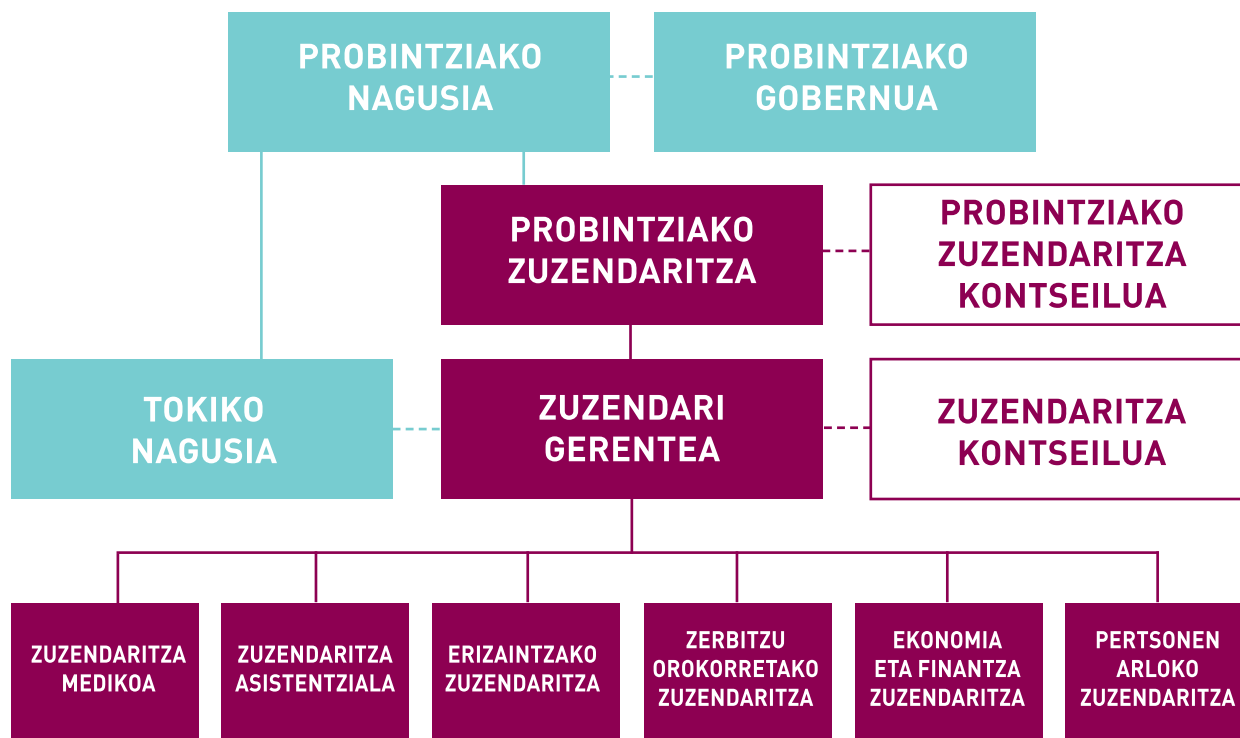 PROBINTZIAKO
NAGUSIA
PROBINTZIAKO
GOBERNUA
PROBINTZIAKO
ZUZENDARITZA
PROBINTZIAKO
ZUZENDARITZA
KONTSEILUA
TOKIKO
NAGUSIA
ZUZENDARI
GERENTEA
ZUZENDARITZA
KONTSEILUA
ZUZENDARITZA
MEDIKOA
ZUZENDARITZA
ASISTENTZIALA
ERIZAINTZAKO
ZUZENDARITZA
ZERBITZU
OROKORRETAKO
ZUZENDARITZA
EKONOMIA
ETA FINANTZA
ZUZENDARITZA
PERTSONEN
ARLOKO
ZUZENDARITZA